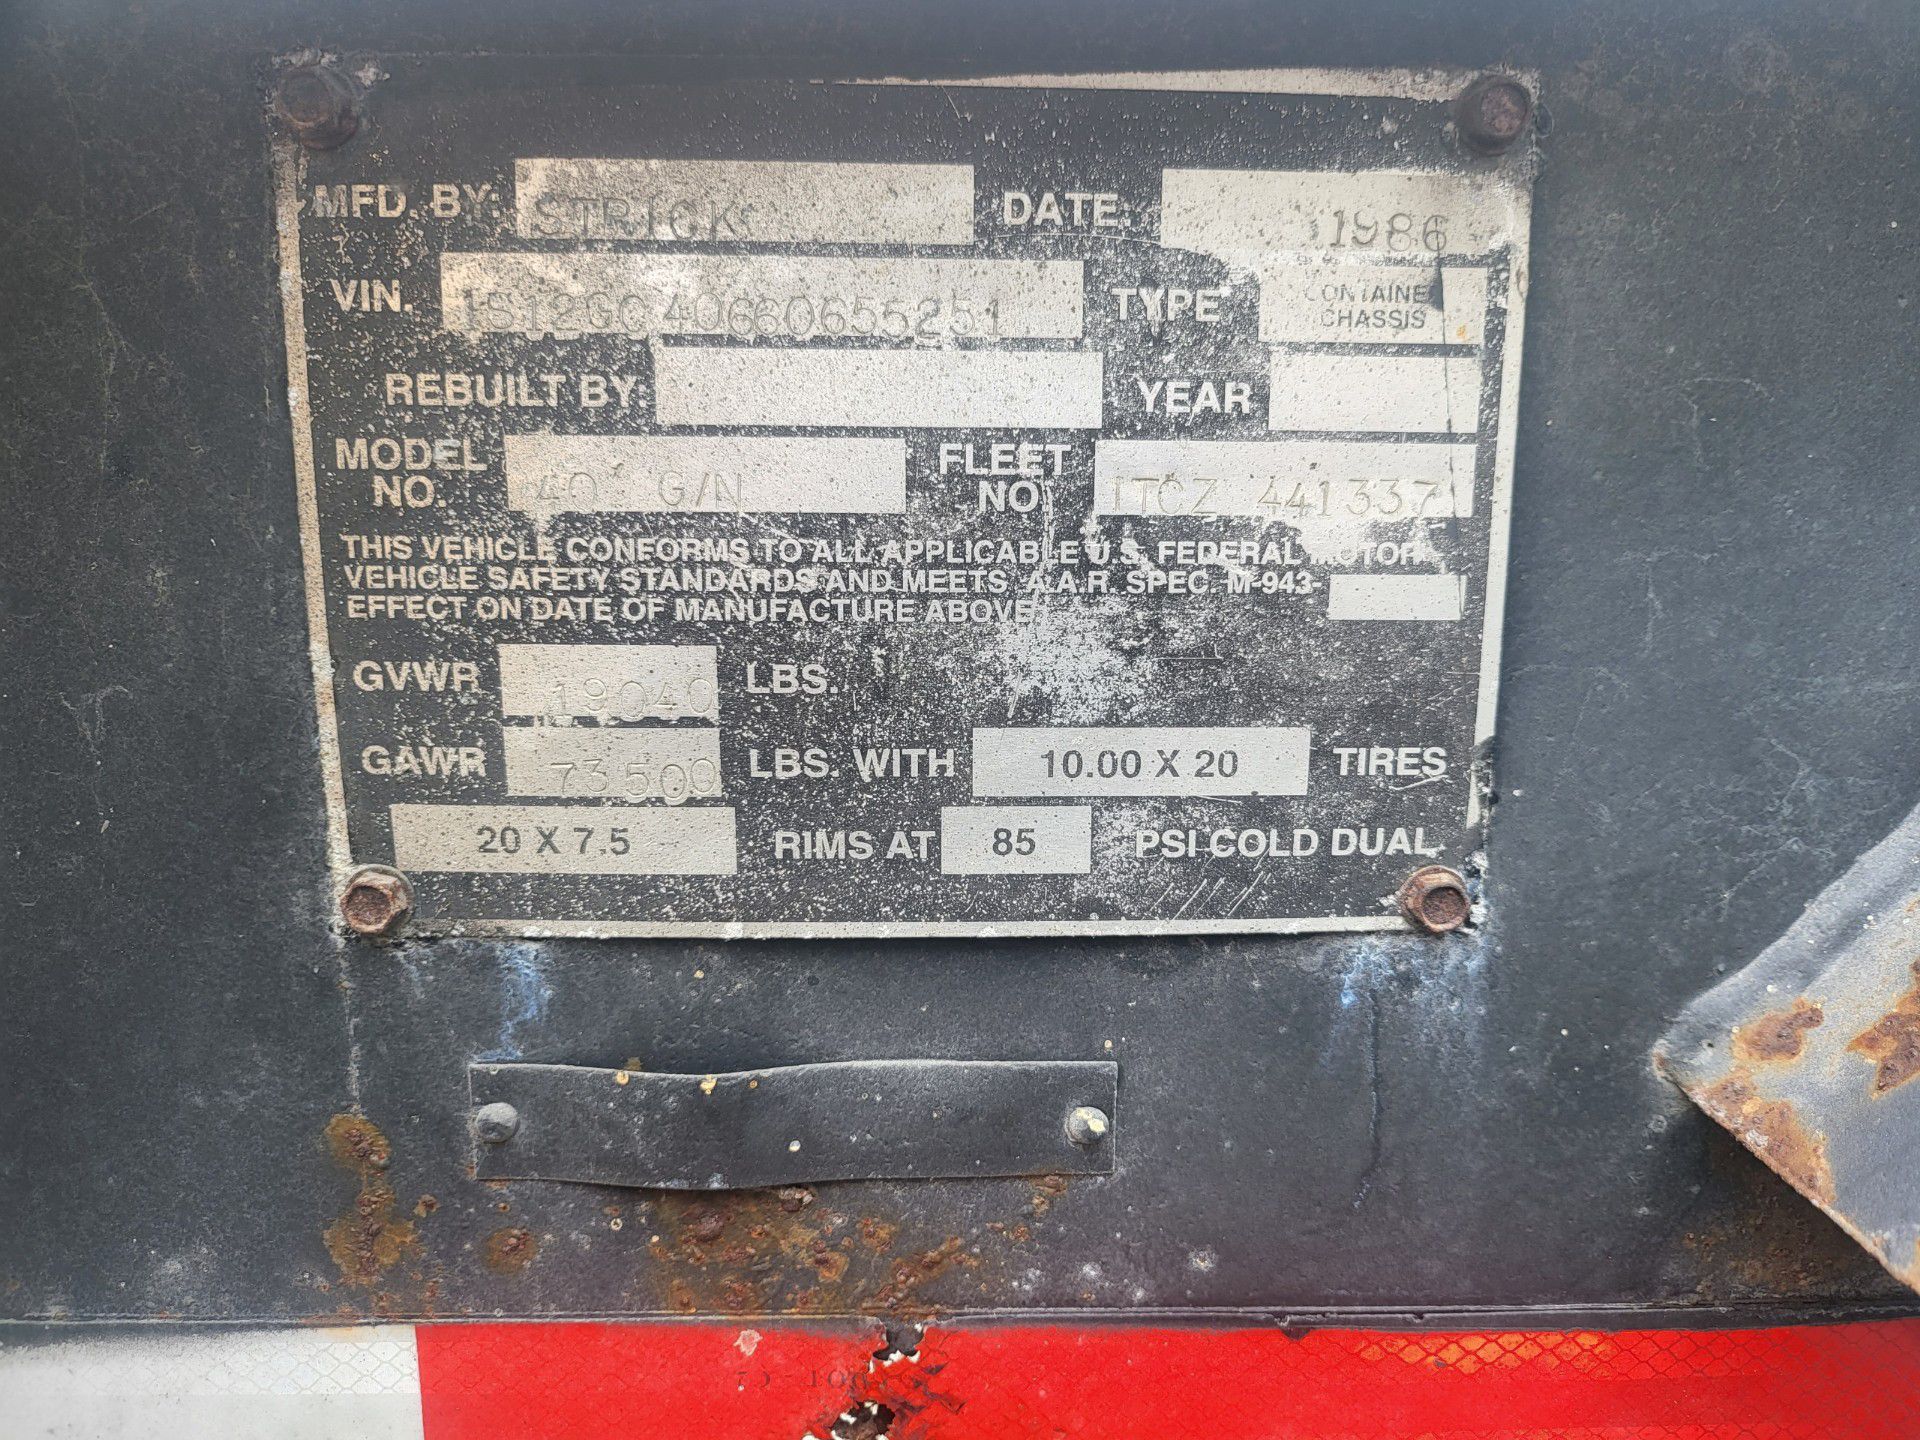 MFD. BY: STRICK DATE: 1986
VIN. 1S12GC40660655251 TYPE CONTAINER CHASSIS
REBUILT BY: YEAR
MODEL NO. 40' G/N FLEET NO. ITCZ 441337
THIS VEHICLE CONFORMS TO ALL APPLICABLE U.S. FEDERAL MOTOR
VEHICLE SAFETY STANDARDS AND MEETS A.A.R. SPEC. M-943-
EFFECT ON DATE OF MANUFACTURE ABOVE
GVWR 19040 LBS.
GAWR 73500 LBS. WITH 10.00 X 20 TIRES
20 X 7.5 RIMS AT 85 PSI COLD DUAL